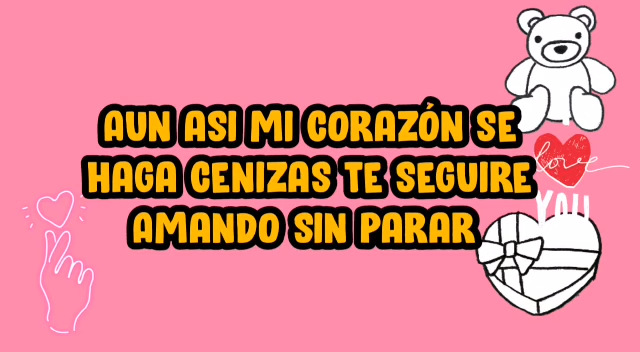 AUN ASI MI CORAZÓN SE
HAGA CENIZAS TE SEGUIRE
AMANDO SIN PARAR
love
YOU